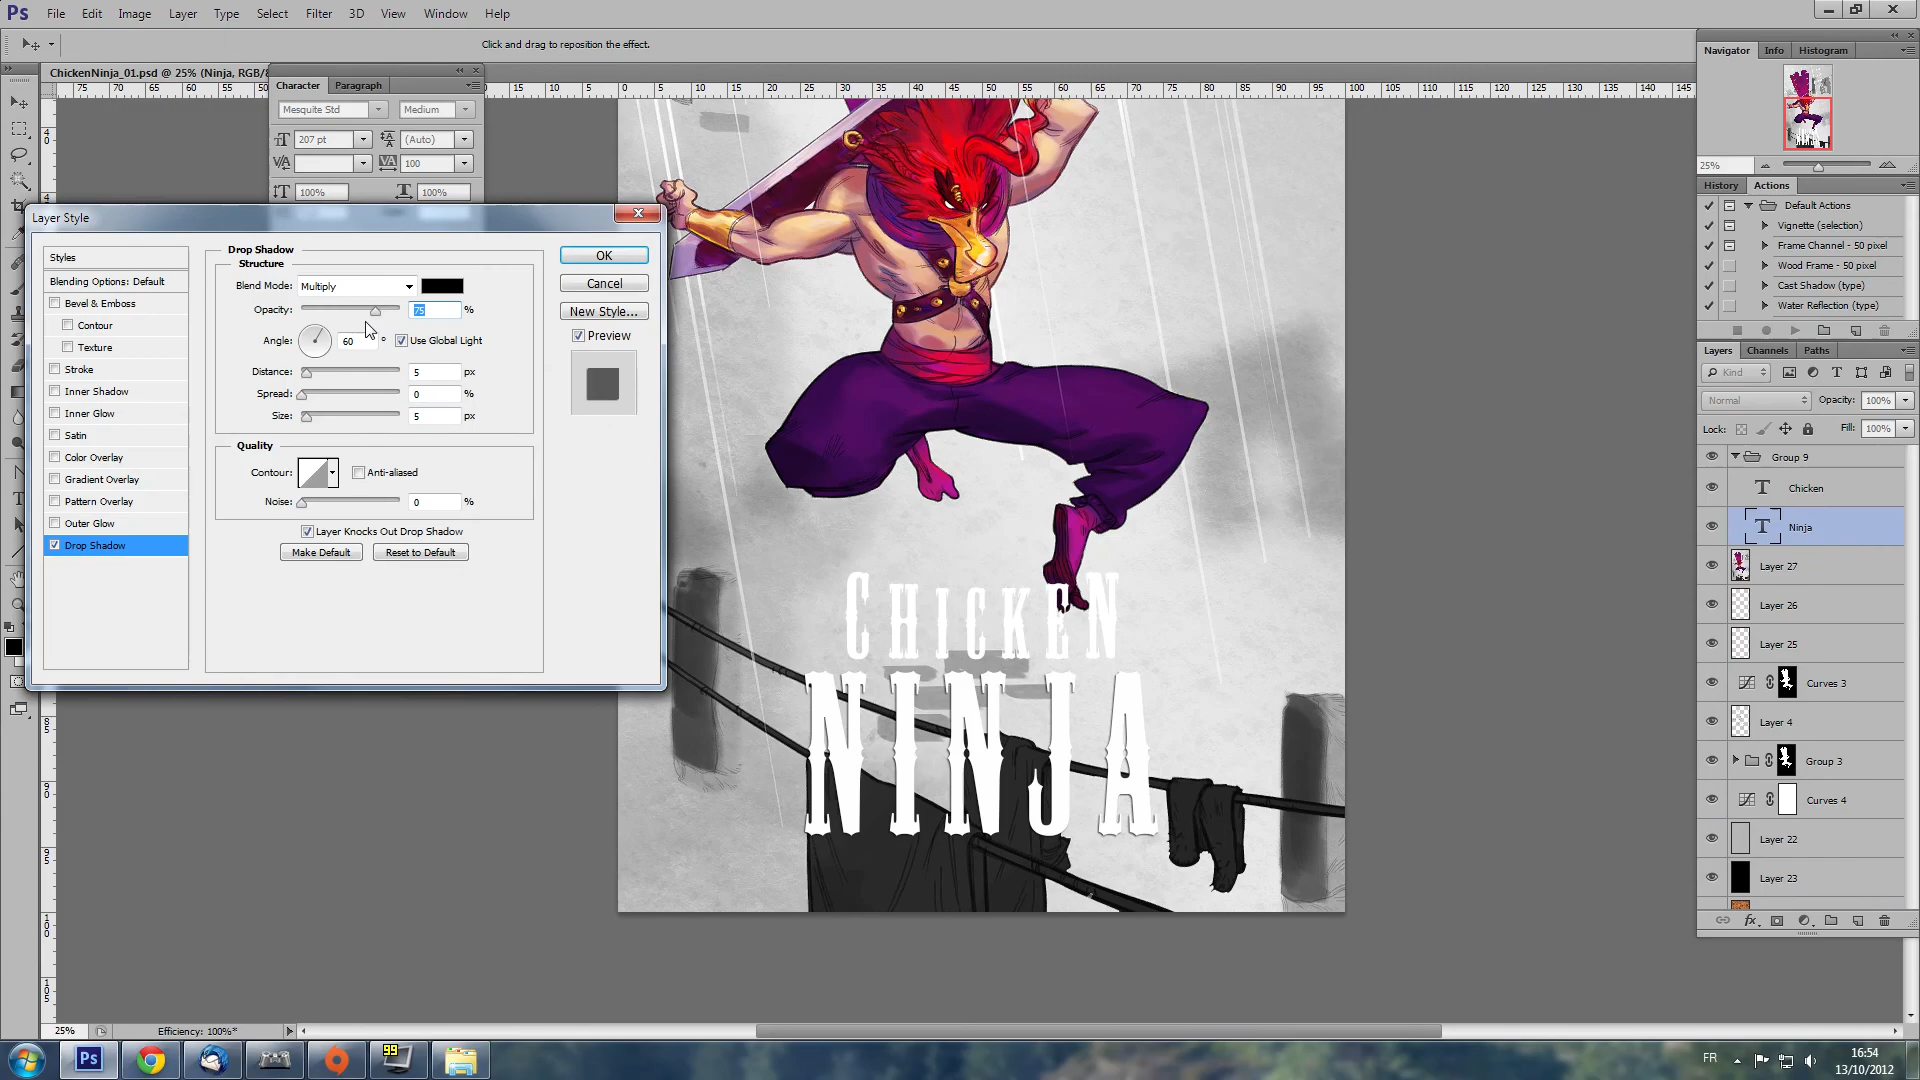 Ps File Edit Image Layer Type Select Filter 3D View Window Help
Click and drag to reposition the effect.
ChickenNinja_01.psd @ 25% (Ninja, RGB/8
Character Paragraph
Mesquite Std Medium
207 pt (Auto)
100
100% 100%
Layer Style
Styles
Blending Options: Default
Bevel & Emboss
Contour
Texture
Stroke
Inner Shadow
Inner Glow
Satin
Color Overlay
Gradient Overlay
Pattern Overlay
Outer Glow
Drop Shadow
Drop Shadow
Structure
Blend Mode: Multiply
Opacity: 75 %
Angle: 60 ° Use Global Light
Distance: 5 px
Spread: 0 %
Size: 5 px
Quality
Contour: Anti-aliased
Noise: 0 %
Layer Knocks Out Drop Shadow
Make Default Reset to Default
OK
Cancel
New Style...
Preview
CHICKEN
NINJA
Navigator Info Histogram
25%
History Actions
Default Actions
Vignette (selection)
Frame Channel - 50 pixel
Wood Frame - 50 pixel
Cast Shadow (type)
Water Reflection (type)
Layers Channels Paths
Kind
Normal Opacity: 100%
Lock: Fill: 100%
Group 9
Chicken
Ninja
Layer 27
Layer 26
Layer 25
Curves 3
Layer 4
Group 3
Curves 4
Layer 22
Layer 23
25% Efficiency: 100%*
Ps 99 FR 16:54
13/10/2012